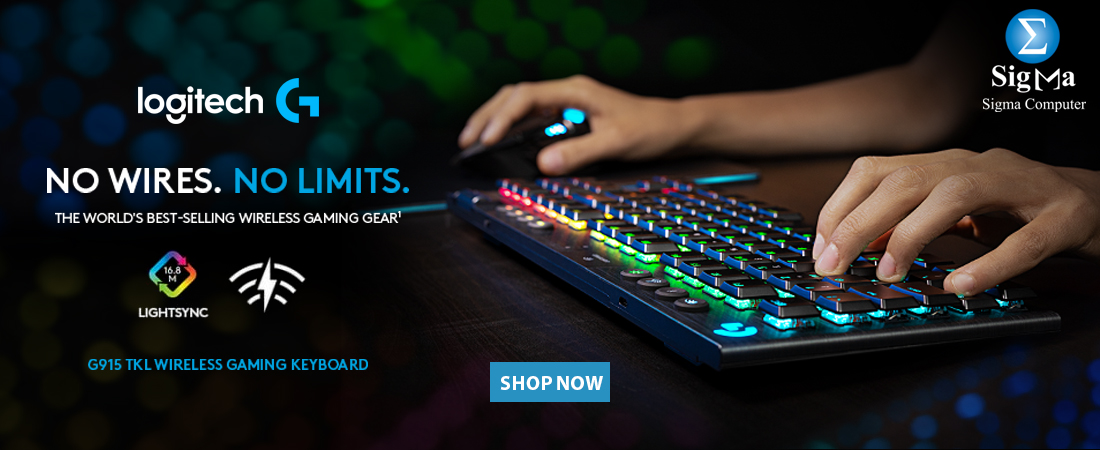 logitech G
NO WIRES. NO LIMITS.
THE WORLD'S BEST-SELLING WIRELESS GAMING GEAR¹
16.8
M
LIGHTSYNC
G915 TKL WIRELESS GAMING KEYBOARD
SHOP NOW
Σ
SigMa
Sigma Computer